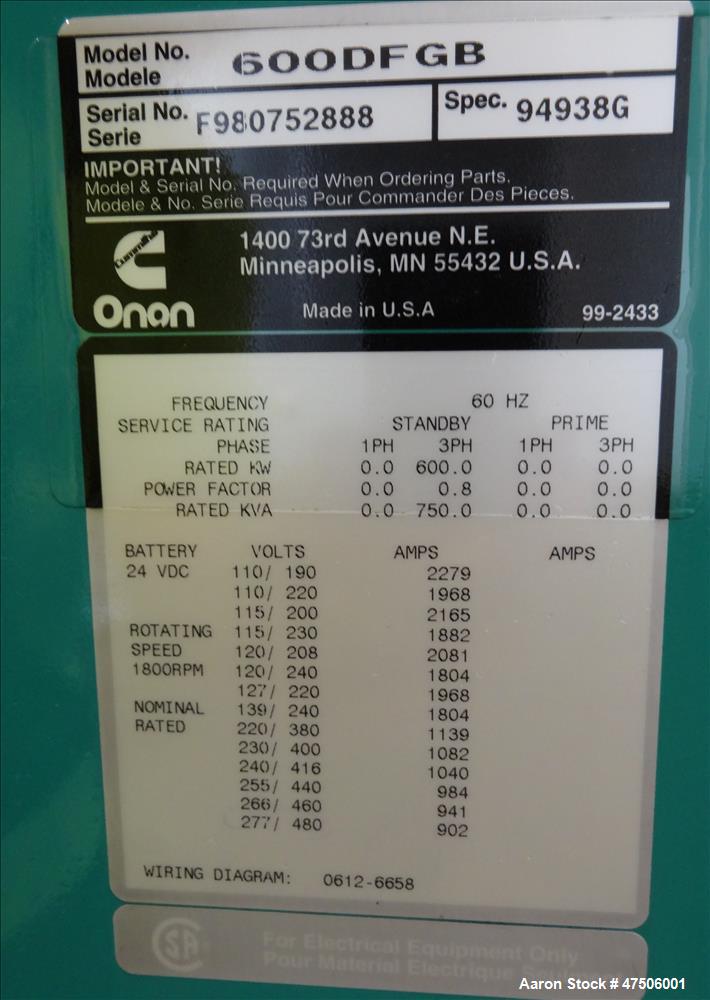 Model No. 600DFGB
Modele
Serial No. F980752888 Spec. 94938G
Serie
IMPORTANT!
Model & Serial No. Required When Ordering Parts.
Modele & No. Serie Requis Pour Commander Des Pieces.
Cummins
1400 73rd Avenue N.E.
Minneapolis, MN 55432 U.S.A.
Onan Made in U.S.A 99-2433
FREQUENCY 60 HZ
SERVICE RATING STANDBY PRIME
PHASE 1PH 3PH 1PH 3PH
RATED KW 0.0 600.0 0.0 0.0
POWER FACTOR 0.0 0.8 0.0 0.0
RATED KVA 0.0 750.0 0.0 0.0
BATTERY VOLTS AMPS AMPS
24 VDC 110/ 190 2279
110/ 220 1968
115/ 200 2165
ROTATING 115/ 230 1882
SPEED 120/ 208 2081
1800RPM 120/ 240 1804
127/ 220 1968
NOMINAL 139/ 240 1804
RATED 220/ 380 1139
230/ 400 1082
240/ 416 1040
255/ 440 984
266/ 460 941
277/ 480 902
WIRING DIAGRAM: 0612-6658
SA
For Electrical Equipment Only
Pour Material Electrique
Aaron Stock # 47506001